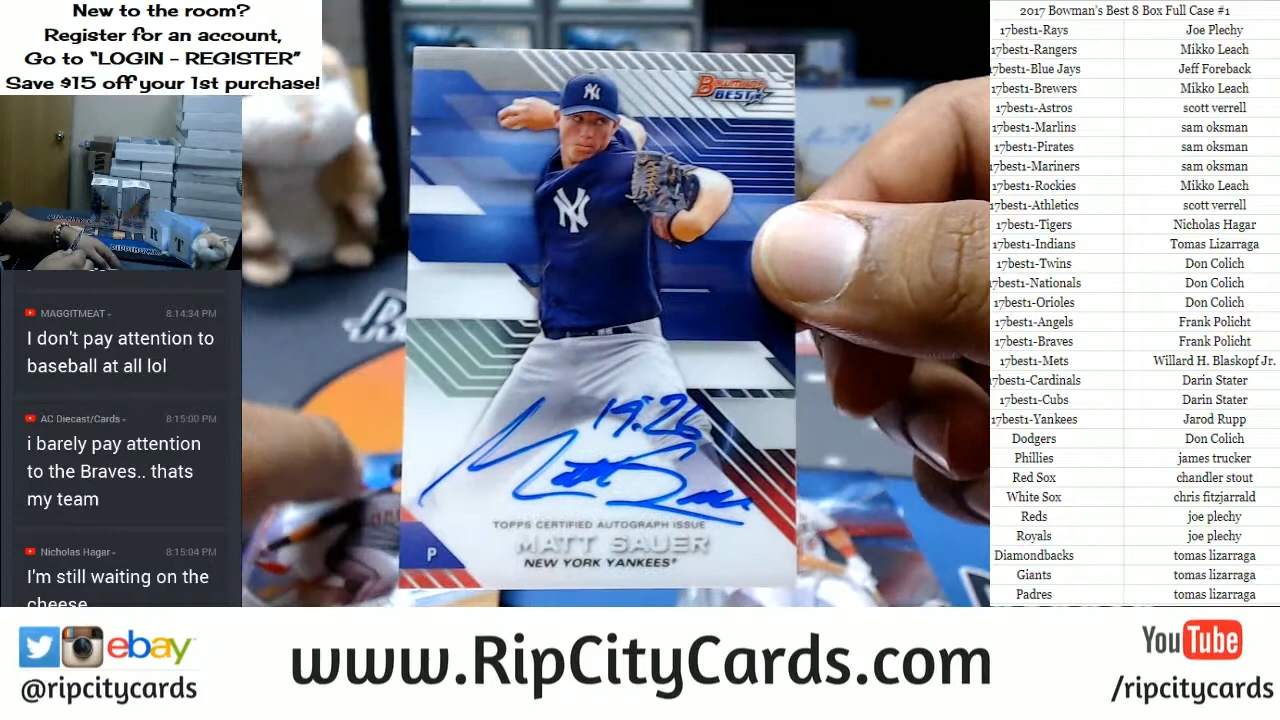 New to the room?
Register for an account,
Go to “LOGIN - REGISTER”
Save $15 off your 1st purchase!
MAGGITMEAT
8:14:34 PM
I don't pay attention to
baseball at all lol
AC Diecast/Cards
8:15:00 PM
i barely pay attention
to the Braves.. thats
my team
Nicholas Hagar
8:15:04 PM
I'm still waiting on the
cheese
BOWMAN'S
BEST
NY
NY
19:26
Matt Sauer
TOPPS CERTIFIED AUTOGRAPH ISSUE
MATT SAUER
P
NEW YORK YANKEES®
2017 Bowman's Best 8 Box Full Case #1
17best1-Rays Joe Plechy
17best1-Rangers Mikko Leach
17best1-Blue Jays Jeff Foreback
17best1-Brewers Mikko Leach
17best1-Astros scott verrell
17best1-Marlins sam oksman
17best1-Pirates sam oksman
17best1-Mariners sam oksman
17best1-Rockies Mikko Leach
17best1-Athletics scott verrell
17best1-Tigers Nicholas Hagar
17best1-Indians Tomas Lizarraga
17best1-Twins Don Colich
17best1-Nationals Don Colich
17best1-Orioles Don Colich
17best1-Angels Frank Policht
17best1-Braves Frank Policht
17best1-Mets Willard H. Blaskopf Jr.
17best1-Cardinals Darin Stater
17best1-Cubs Darin Stater
17best1-Yankees Jarod Rupp
Dodgers Don Colich
Phillies james trucker
Red Sox chandler stout
White Sox chris fitzjarrald
Reds joe plechy
Royals joe plechy
Diamondbacks tomas lizarraga
Giants tomas lizarraga
Padres tomas lizarraga
ebay
@ripcitycards
www.RipCityCards.com
YouTube
/ripcitycards